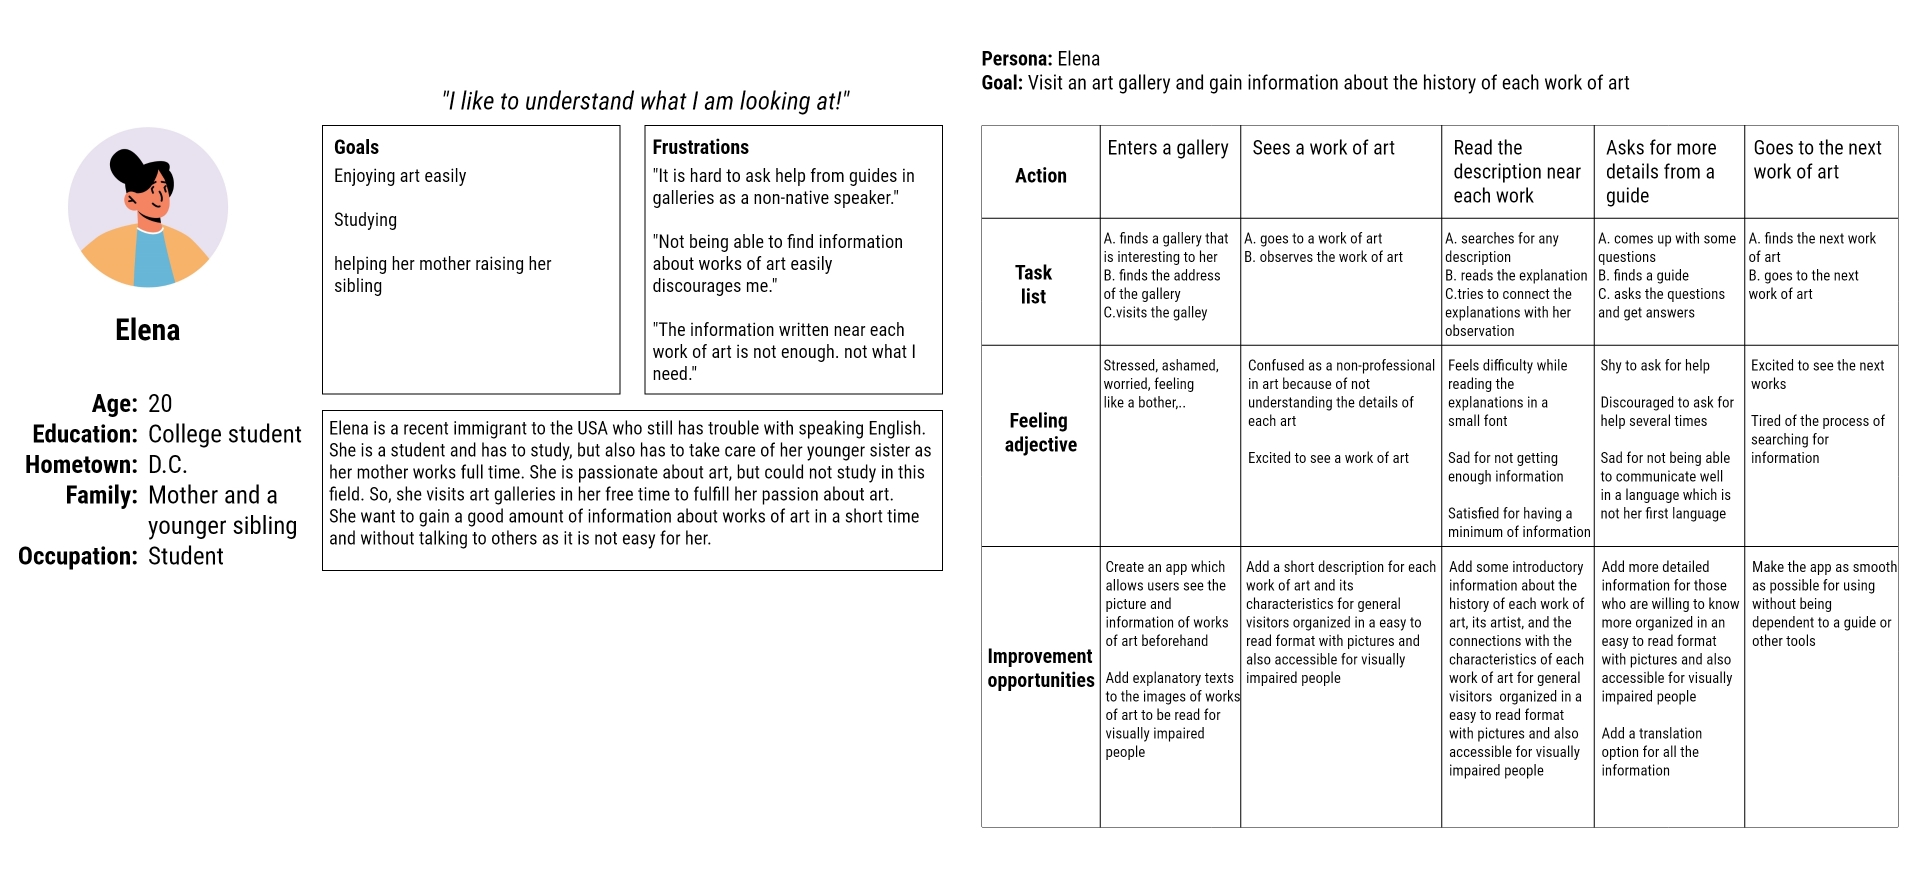 "I like to understand what I am looking at!"
Elena
Age: 20
Education: College student
Hometown: D.C.
Family: Mother and a
younger sibling
Occupation: Student
Goals
Enjoying art easily
Studying
helping her mother raising her
sibling
Frustrations
"It is hard to ask help from guides in
galleries as a non-native speaker."
"Not being able to find information
about works of art easily
discourages me."
"The information written near each
work of art is not enough. not what I
need."
Elena is a recent immigrant to the USA who still has trouble with speaking English.
She is a student and has to study, but also has to take care of her younger sister as
her mother works full time. She is passionate about art, but could not study in this
field. So, she visits art galleries in her free time to fulfill her passion about art.
She want to gain a good amount of information about works of art in a short time
and without talking to others as it is not easy for her.
Persona: Elena
Goal: Visit an art gallery and gain information about the history of each work of art
Action
Enters a gallery
Sees a work of art
Read the
description near
each work
Asks for more
details from a
guide
Goes to the next
work of art
Task
list
A. finds a gallery that
is interesting to her
B. finds the address
of the gallery
C.visits the galley
A. goes to a work of art
B. observes the work of art
A. searches for any
description
B. reads the explanation
C.tries to connect the
explanations with her
observation
A. comes up with some
questions
B. finds a guide
C. asks the questions
and get answers
A. finds the next work
of art
B. goes to the next
work of art
Feeling
adjective
Stressed, ashamed,
worried, feeling
like a bother,..
Confused as a non-professional
in art because of not
understanding the details of
each art
Excited to see a work of art
Feels difficulty while
reading the
explanations in a
small font
Sad for not getting
enough information
Satisfied for having a
minimum of information
Shy to ask for help
Discouraged to ask for
help several times
Sad for not being able
to communicate well
in a language which is
not her first language
Excited to see the next
works
Tired of the process of
searching for
information
Improvement
opportunities
Create an app which
allows users see the
picture and
information of works
of art beforehand
Add explanatory texts
to the images of works
of art to be read for
visually impaired
people
Add a short description for each
work of art and its
characteristics for general
visitors organized in a easy to
read format with pictures and
also accessible for visually
impaired people
Add some introductory
information about the
history of each work of
art, its artist, and the
connections with the
characteristics of each
work of art for general
visitors organized in a
easy to read format
with pictures and also
accessible for visually
impaired people
Add more detailed
information for those
who are willing to know
more organized in an
easy to read format
with pictures and also
accessible for visually
impaired people
Add a translation
option for all the
information
Make the app as smooth
as possible for using
without being
dependent to a guide or
other tools